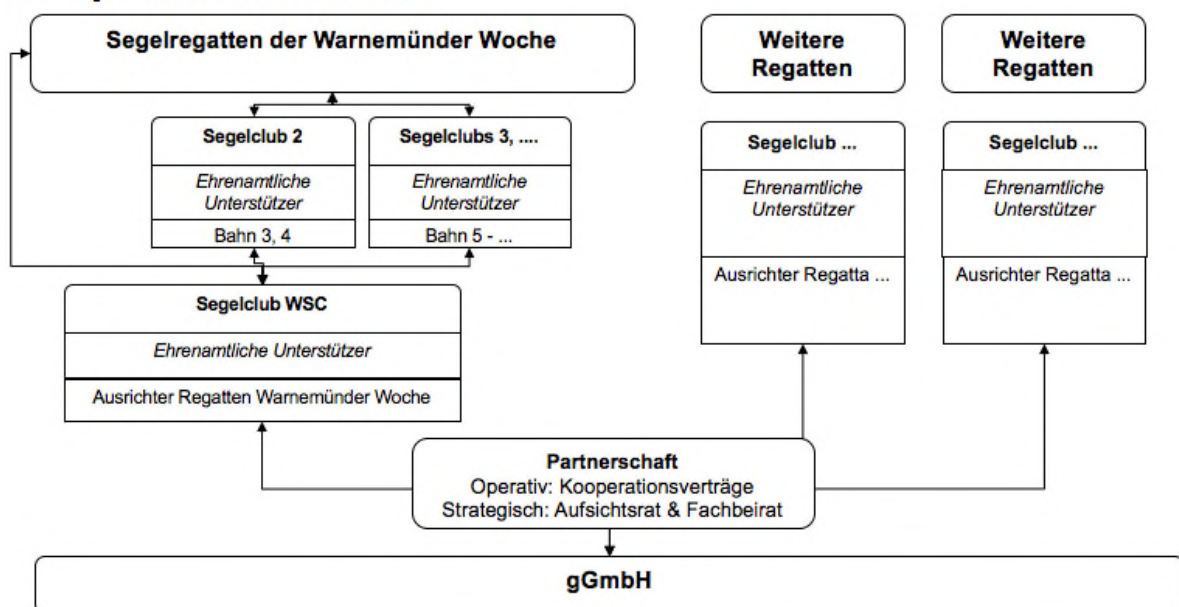 Segelregatten der Warnemünder Woche
Weitere
Regatten
Weitere
Regatten
Segelclub 2
Ehrenamtliche
Unterstützer
Bahn 3, 4
Segelclubs 3, ....
Ehrenamtliche
Unterstützer
Bahn 5 - ...
Segelclub ...
Ehrenamtliche
Unterstützer
Ausrichter Regatta ...
Segelclub ...
Ehrenamtliche
Unterstützer
Ausrichter Regatta ...
Segelclub WSC
Ehrenamtliche Unterstützer
Ausrichter Regatten Warnemünder Woche
Partnerschaft
Operativ: Kooperationsverträge
Strategisch: Aufsichtsrat & Fachbeirat
gGmbH